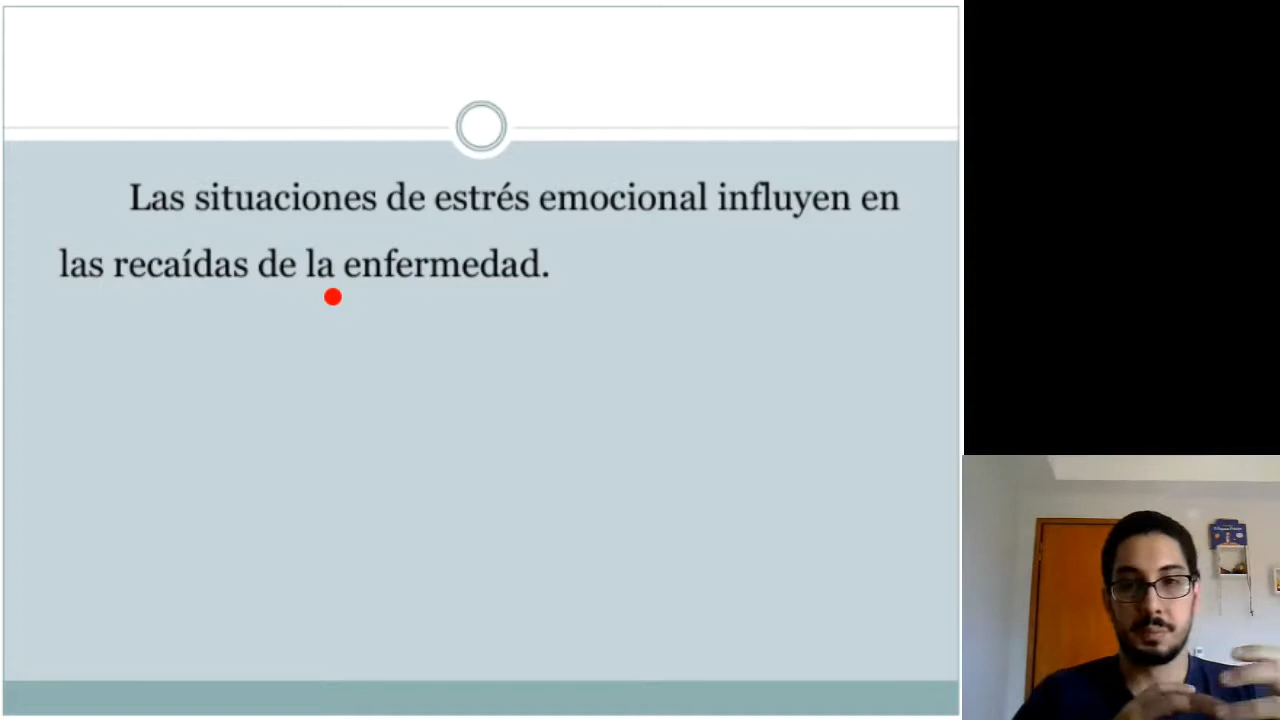 Las situaciones de estrés emocional influyen en
las recaídas de la enfermedad.